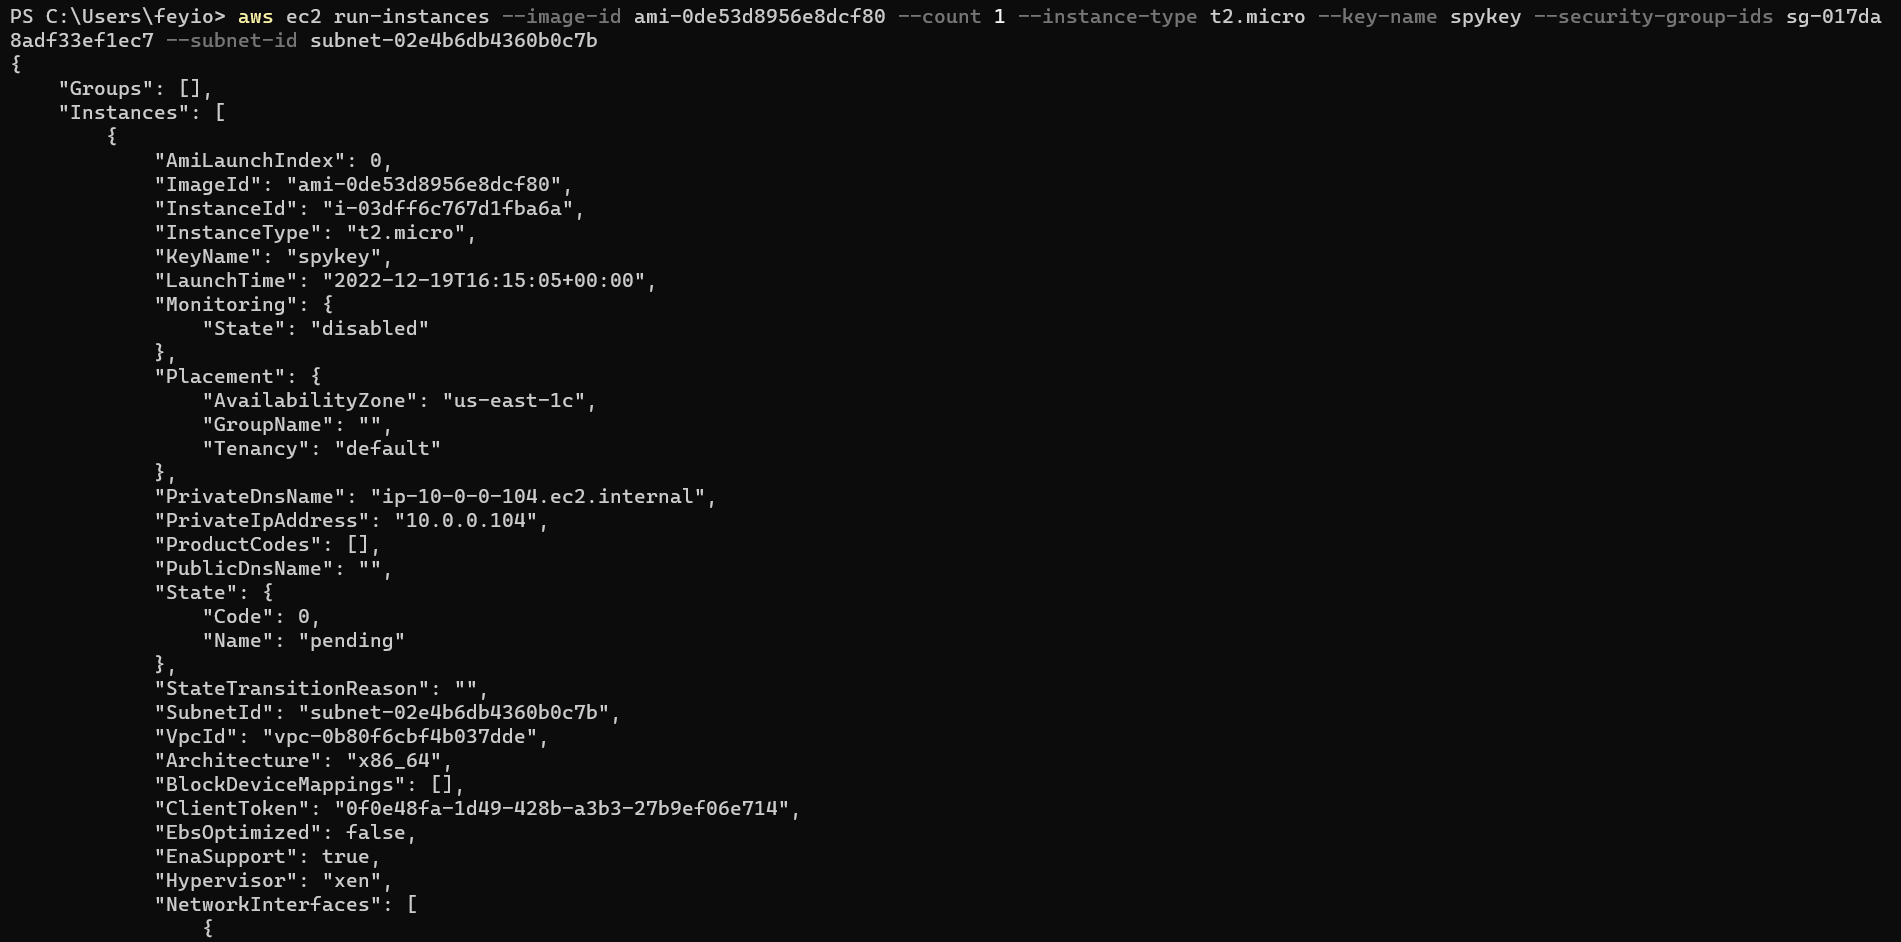 PS C:\Users\feyio> aws ec2 run-instances --image-id ami-0de53d8956e8dcf80 --count 1 --instance-type t2.micro --key-name spykey --security-group-ids sg-017da
8adf33ef1ec7 --subnet-id subnet-02e4b6db4360b0c7b
{
    "Groups": [],
    "Instances": [
        {
            "AmiLaunchIndex": 0,
            "ImageId": "ami-0de53d8956e8dcf80",
            "InstanceId": "i-03dff6c767d1fba6a",
            "InstanceType": "t2.micro",
            "KeyName": "spykey",
            "LaunchTime": "2022-12-19T16:15:05+00:00",
            "Monitoring": {
                "State": "disabled"
            },
            "Placement": {
                "AvailabilityZone": "us-east-1c",
                "GroupName": "",
                "Tenancy": "default"
            },
            "PrivateDnsName": "ip-10-0-0-104.ec2.internal",
            "PrivateIpAddress": "10.0.0.104",
            "ProductCodes": [],
            "PublicDnsName": "",
            "State": {
                "Code": 0,
                "Name": "pending"
            },
            "StateTransitionReason": "",
            "SubnetId": "subnet-02e4b6db4360b0c7b",
            "VpcId": "vpc-0b80f6cbf4b037dde",
            "Architecture": "x86_64",
            "BlockDeviceMappings": [],
            "ClientToken": "0f0e48fa-1d49-428b-a3b3-27b9ef06e714",
            "EbsOptimized": false,
            "EnaSupport": true,
            "Hypervisor": "xen",
            "NetworkInterfaces": [
                {